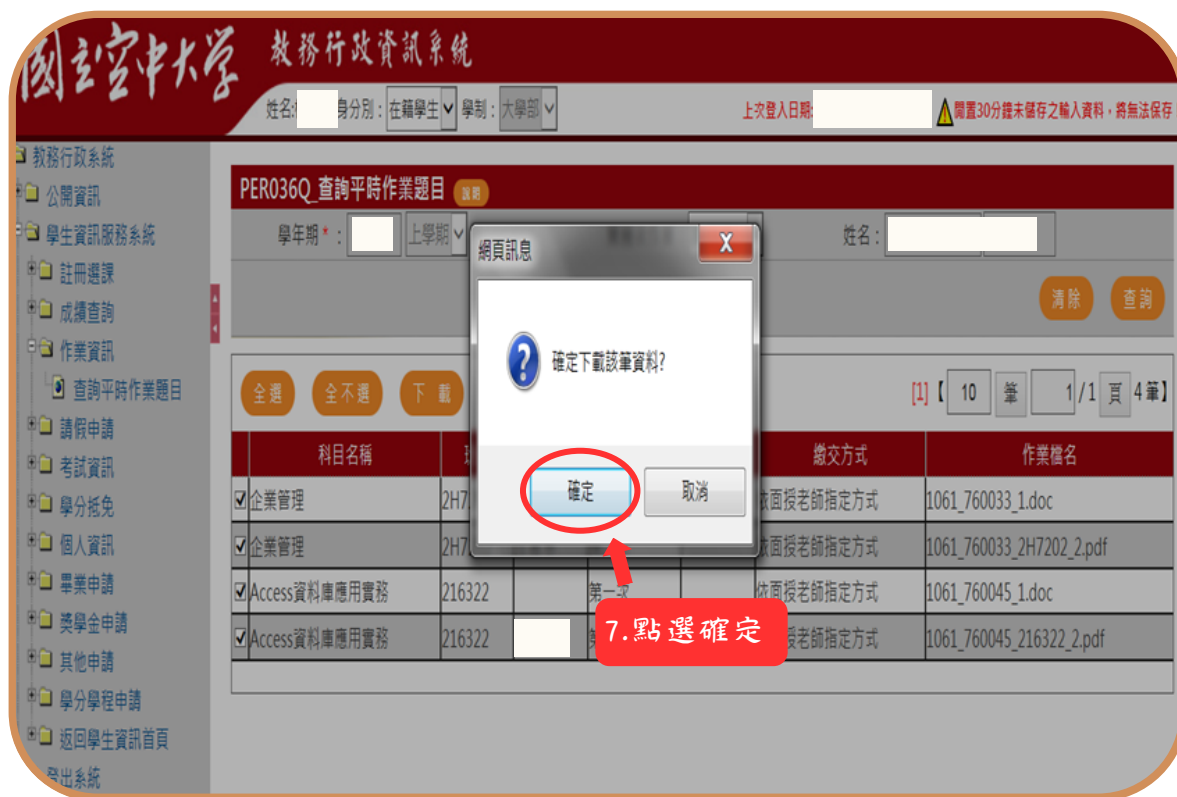 國立空中大學 教務行政資訊系統
姓名: 身分別：在籍學生 學制：大學部 上次登入日期: 閒置30分鐘未儲存之輸入資料，將無法保存
教務行政系統
公開資訊
學生資訊服務系統
註冊選課
成績查詢
作業資訊
查詢平時作業題目
請假申請
考試資訊
學分抵免
個人資訊
畢業申請
獎學金申請
其他申請
學分學程申請
返回學生資訊首頁
登出系統
PER036Q_查詢平時作業題目 說明
學年期*： 上學期 姓名：
清除 查詢
全選 全不選 下載 [1]【 10 筆 1 /1 頁 4筆】
科目名稱 繳交方式 作業檔名
企業管理 2H7 依面授老師指定方式 1061_760033_1.doc
企業管理 2H7 依面授老師指定方式 1061_760033_2H7202_2.pdf
Access資料庫應用實務 216322 第一次 依面授老師指定方式 1061_760045_1.doc
Access資料庫應用實務 216322 授老師指定方式 1061_760045_216322_2.pdf
網頁訊息 X
確定下載該筆資料?
確定 取消
7.點選確定